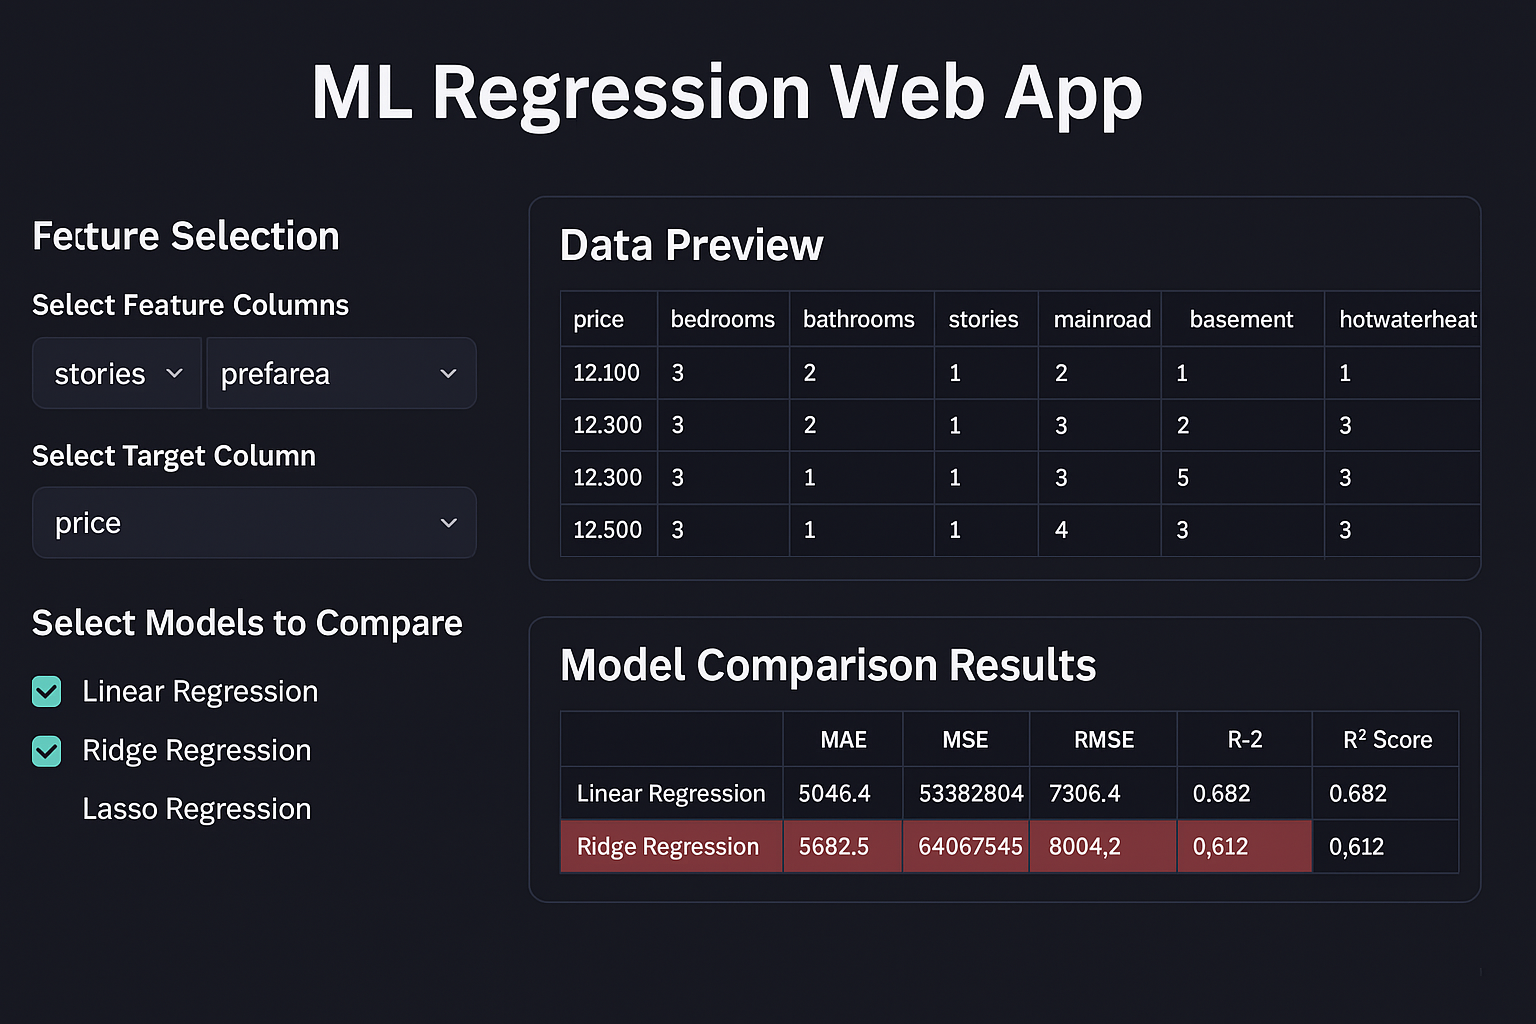 ML Regression Web App
Fetture Selection
Select Feature Columns
stories prefarea
Select Target Column
price
Select Models to Compare
Linear Regression
Ridge Regression
Lasso Regression
Data Preview
price bedrooms bathrooms stories mainroad basement hotwaterheat
12.100 3 2 1 2 1 1
12.300 3 2 1 3 2 3
12.300 3 1 1 3 5 3
12.500 3 1 1 4 3 3
Model Comparison Results
MAE MSE RMSE R-2 R² Score
Linear Regression 5046.4 53382804 7306.4 0.682 0.682
Ridge Regression 5682.5 64067545 8004,2 0,612 0,612